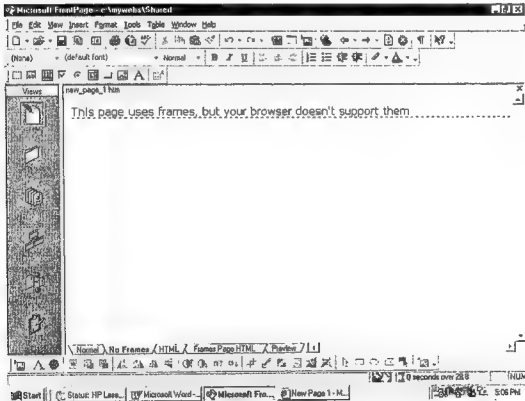 Microsoft FrontPage - c:\mywebs\Shared
File Edit View Insert Format Tools Table Window Help
(None) (default font) Normal B I U A
Views new_page_1.htm
This page uses frames, but your browser doesn't support them
Normal No Frames HTML Frames Page HTML Preview
0 seconds over 28.8 NUM
Start Status: HP Lase... Microsoft Word - Microsoft Fro... New Page 1 - M... 5:06 PM